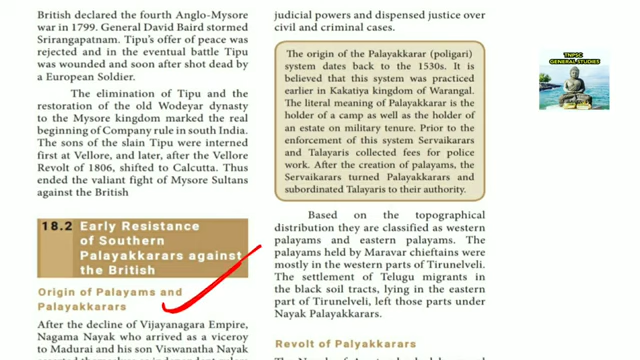 British declared the fourth Anglo-Mysore
war in 1799. General David Baird stormed
Srirangapatnam. Tipu's offer of peace was
rejected and in the eventual battle Tipu
was wounded and soon after shot dead by
a European Soldier.
The elimination of Tipu and the
restoration of the old Wodeyar dynasty
to the Mysore kingdom marked the real
beginning of Company rule in south India.
The sons of the slain Tipu were interned
first at Vellore, and later, after the Vellore
Revolt of 1806, shifted to Calcutta. Thus
ended the valiant fight of Mysore Sultans
against the British
18.2 Early Resistance
of Southern
Palayakkarars against
the British
Origin of Palayams and
Palayakkarars
After the decline of Vijayanagara Empire,
Nagama Nayak who arrived as a viceroy
to Madurai and his son Viswanatha Nayak
judicial powers and dispensed justice over
civil and criminal cases.
The origin of the Palayakkarar (poligari)
system dates back to the 1530s. It is
believed that this system was practiced
earlier in Kakatiya kingdom of Warangal.
The literal meaning of Palayakkarar is the
holder of a camp as well as the holder of
an estate on military tenure. Prior to the
enforcement of this system Servaikarars
and Talayaris collected fees for police
work. After the creation of palayams, the
Servaikarars turned Palayakkarars and
subordinated Talayaris to their authority.
Based on the topographical
distribution they are classified as western
palayams and eastern palayams. The
palayams held by Maravar chieftains were
mostly in the western parts of Tirunelveli.
The settlement of Telugu migrants in
the black soil tracts, lying in the eastern
part of Tirunelveli, left those parts under
Nayak Palayakkarars.
Revolt of Palyakkarars
TNPSC
GENERAL STUDIES